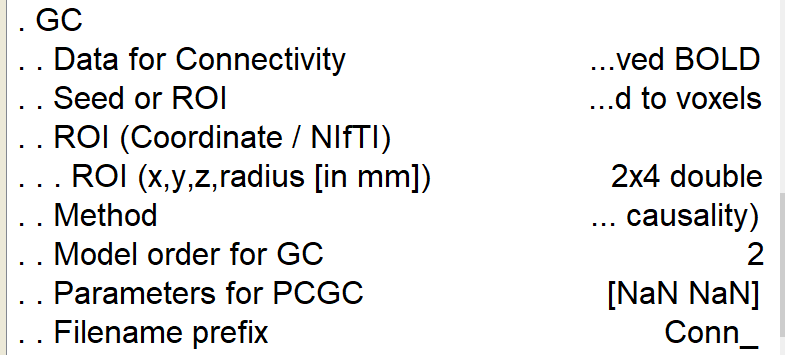 . GC
. . Data for Connectivity ...ved BOLD
. . Seed or ROI ...d to voxels
. . ROI (Coordinate / NIfTI)
. . . ROI (x,y,z,radius [in mm]) 2x4 double
. . Method ... causality)
. . Model order for GC 2
. . Parameters for PCGC [NaN NaN]
. . Filename prefix Conn_